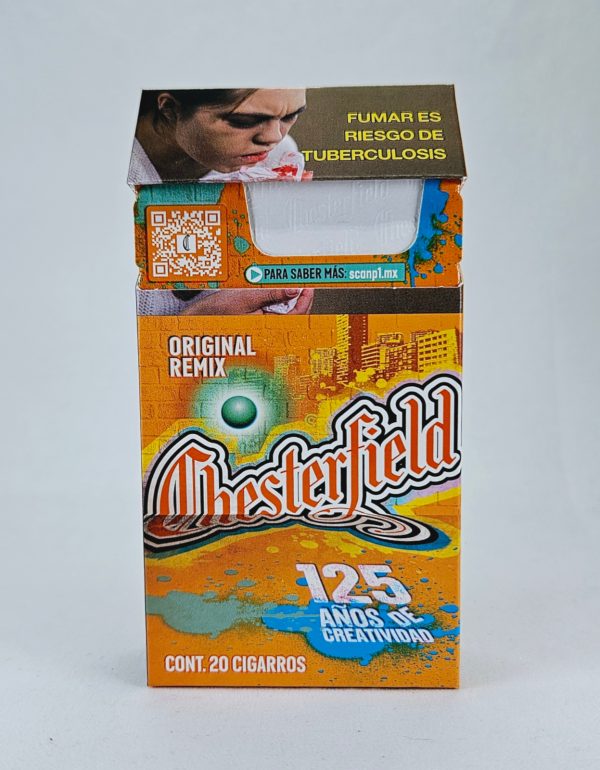 FUMAR ES
RIESGO DE
TUBERCULOSIS
Chesterfield
PARA SABER MÁS: scanp1.mx
ORIGINAL
REMIX
Chesterfield
125
AÑOS DE
CREATIVIDAD
CONT. 20 CIGARROS